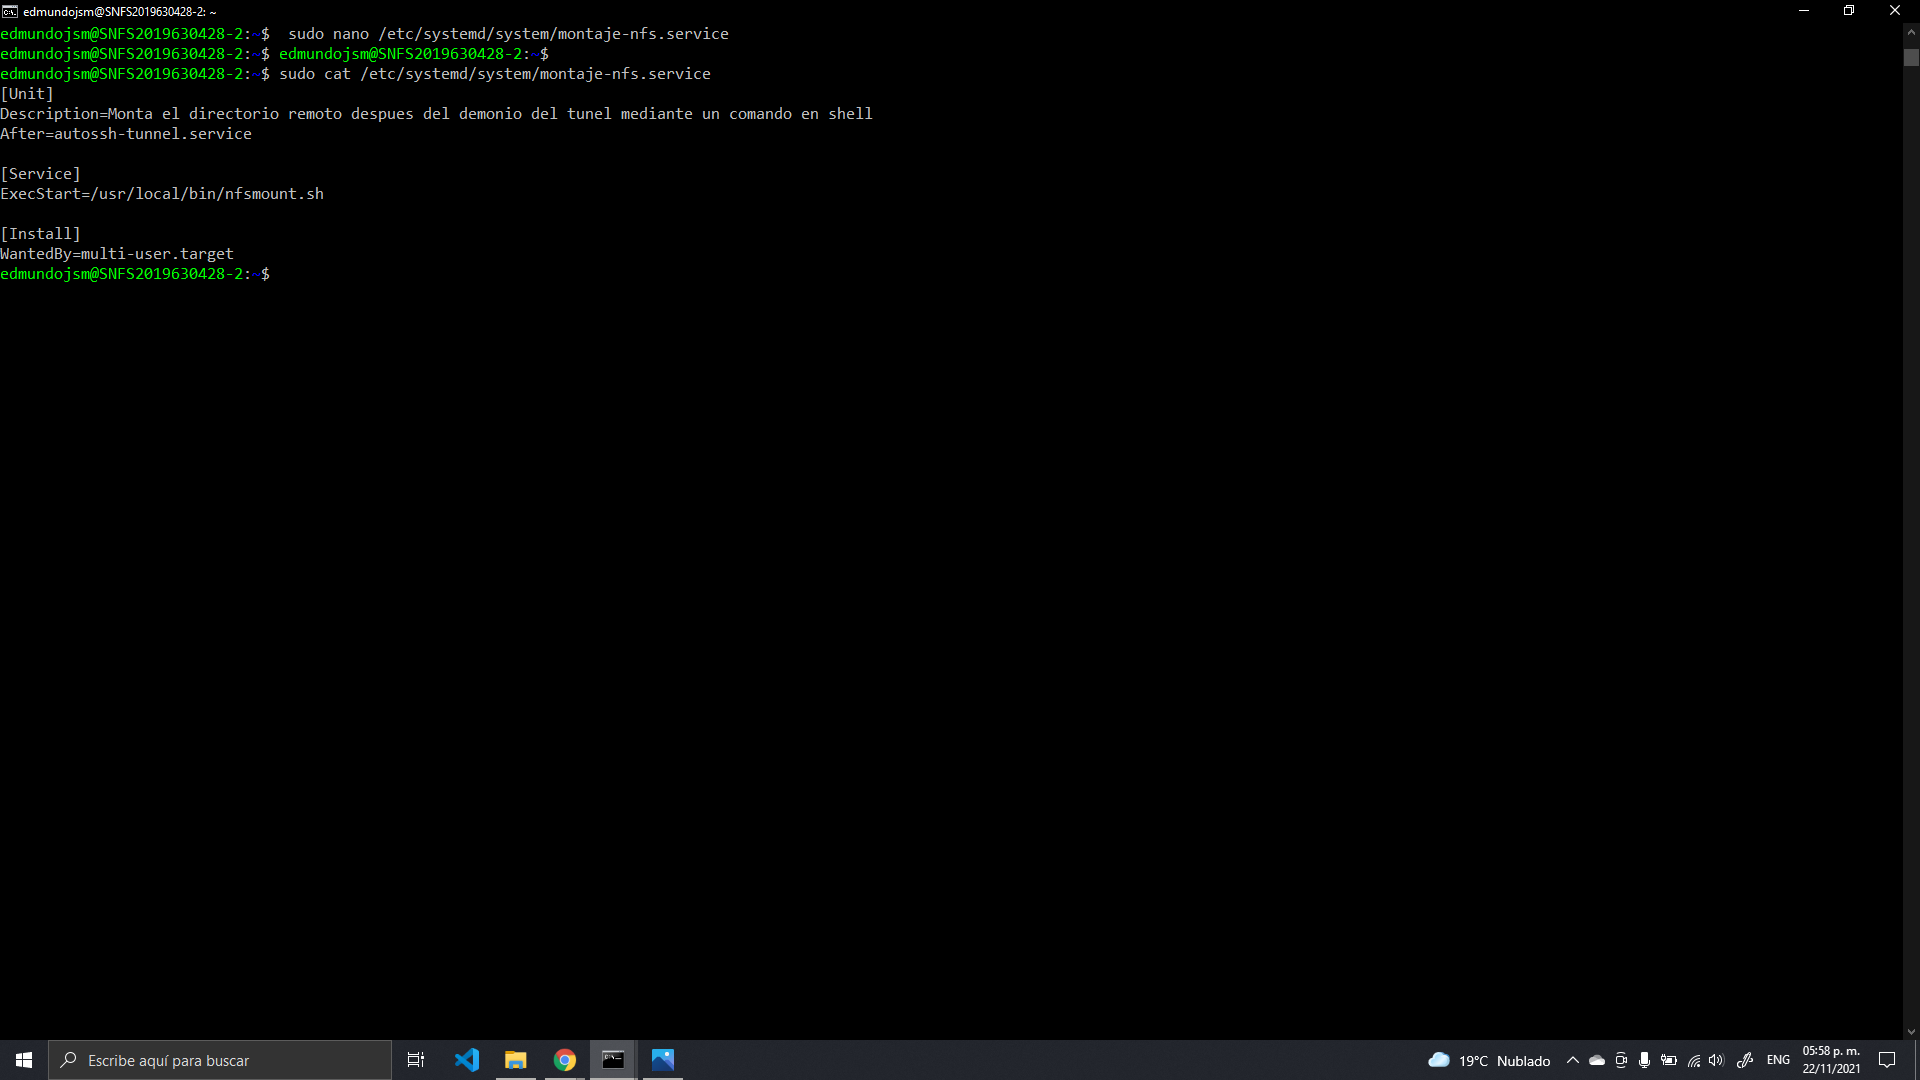 edmundojsm@SNFS2019630428-2: ~
edmundojsm@SNFS2019630428-2:~$  sudo nano /etc/systemd/system/montaje-nfs.service
edmundojsm@SNFS2019630428-2:~$ edmundojsm@SNFS2019630428-2:~$
edmundojsm@SNFS2019630428-2:~$ sudo cat /etc/systemd/system/montaje-nfs.service
[Unit]
Description=Monta el directorio remoto despues del demonio del tunel mediante un comando en shell
After=autossh-tunnel.service
[Service]
ExecStart=/usr/local/bin/nfsmount.sh
[Install]
WantedBy=multi-user.target
edmundojsm@SNFS2019630428-2:~$
Escribe aquí para buscar
19°C Nublado
ENG
05:58 p. m.
22/11/2021